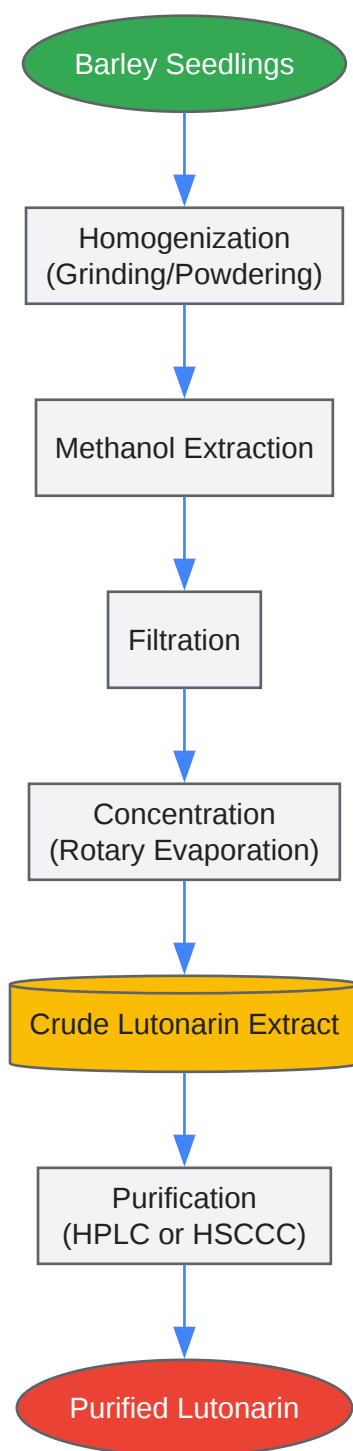 Barley Seedlings
Homogenization
(Grinding/Powdering)
Methanol Extraction
Filtration
Concentration
(Rotary Evaporation)
Crude Lutonarin Extract
Purification
(HPLC or HSCCC)
Purified Lutonarin